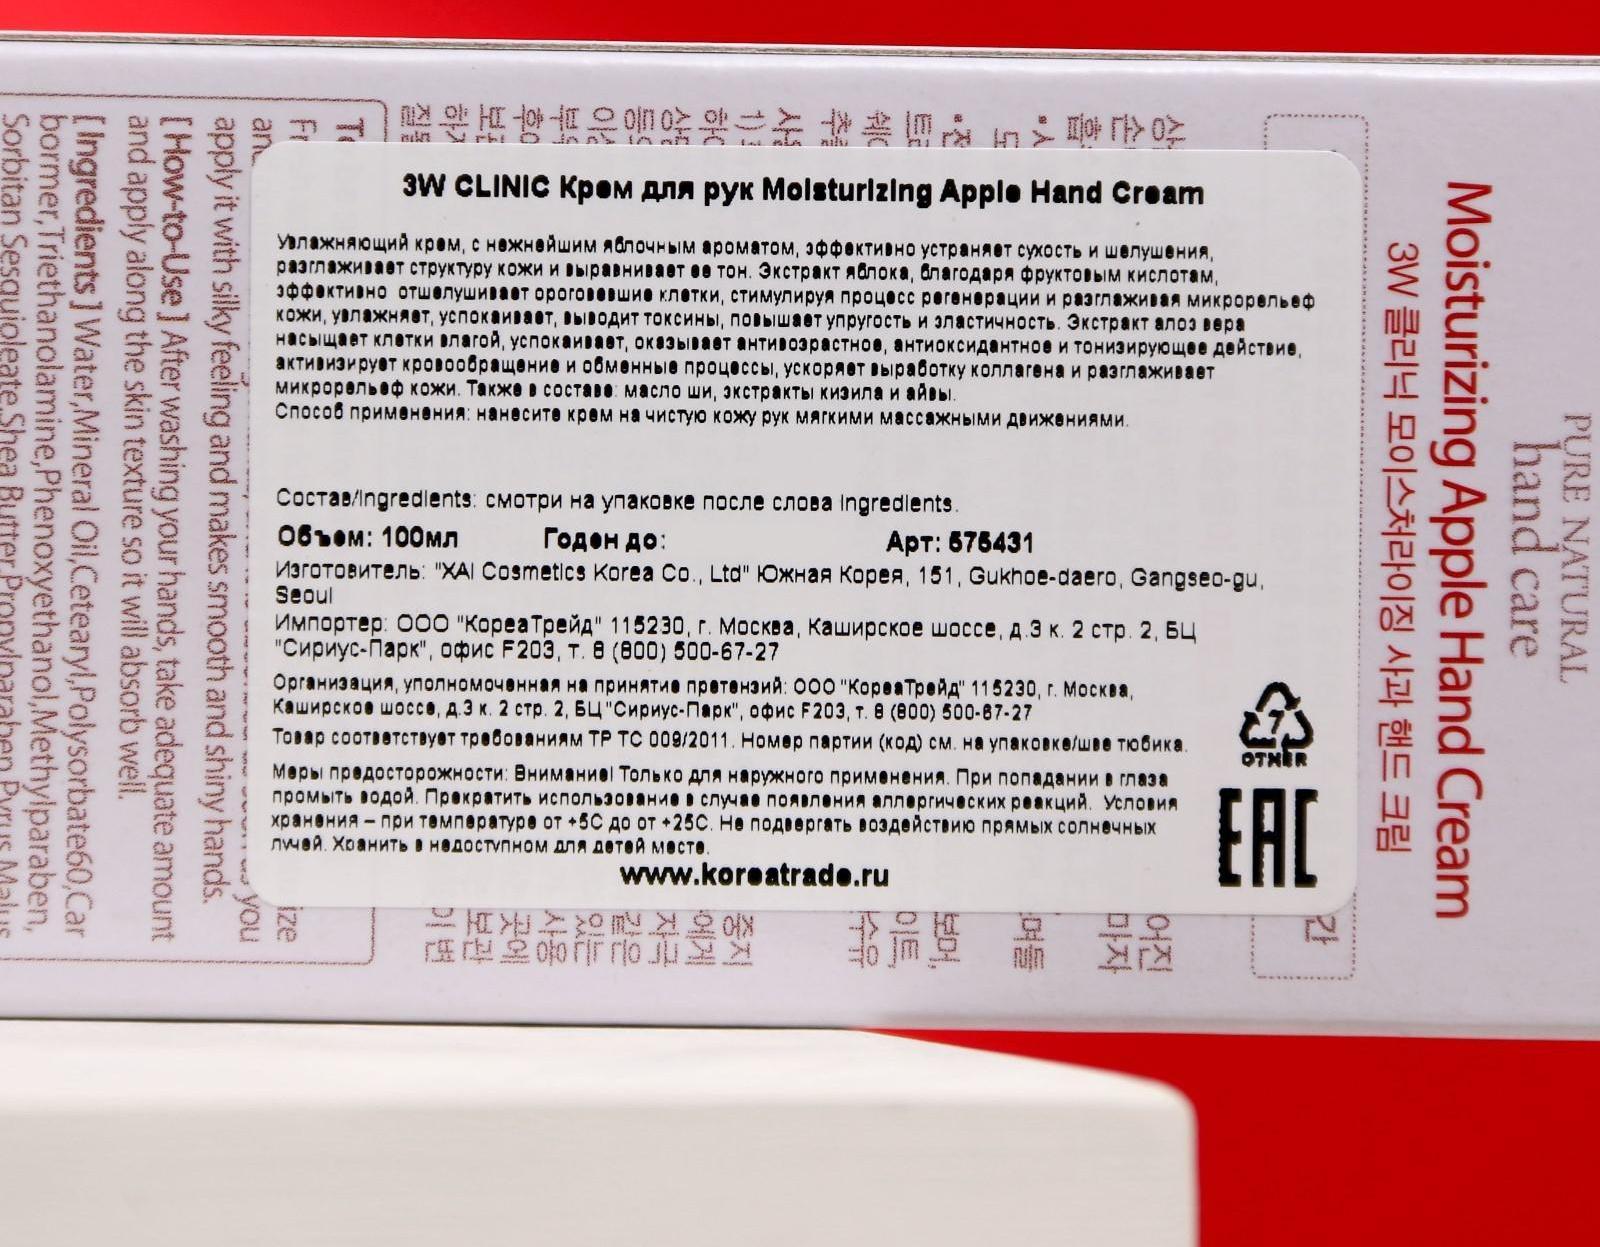 3W CLINIC Крем для рук Moisturizing Apple Hand Cream
Увлажняющий крем, с нежнейшим яблочным ароматом, эффективно устраняет сухость и шелушения,
разглаживает структуру кожи и выравнивает ее тон. Экстракт яблока, благодаря фруктовым кислотам,
эффективно отшелушивает ороговевшие клетки, стимулируя процесс регенерации и разглаживая микрорельеф
кожи, увлажняет, успокаивает, выводит токсины, повышает упругость и эластичность. Экстракт алоэ вера
насыщает клетки влагой, успокаивает, оказывает антивозрастное, антиоксидантное и тонизирующее действие,
активизирует кровообращение и обменные процессы, ускоряет выработку коллагена и разглаживает
микрорельеф кожи. Также в составе: масло ши, экстракты кизила и айвы.
Способ применения: нанесите крем на чистую кожу рук мягкими массажными движениями.
Состав/Ingredients: смотри на упаковке после слова Ingredients.
Объем: 100мл Годен до: Арт: 575431
Изготовитель: "XAI Cosmetics Korea Co., Ltd" Южная Корея, 151, Gukhoe-daero, Gangseo-gu,
Seoul
Импортер: ООО "КореаТрейд" 115230, г. Москва, Каширское шоссе, д.3 к. 2 стр. 2, БЦ
"Сириус-Парк", офис F203, т. 8 (800) 500-67-27
Организация, уполномоченная на принятие претензий: ООО "КореаТрейд" 115230, г. Москва,
Каширское шоссе, д.3 к. 2 стр. 2, БЦ "Сириус-Парк", офис F203, т. 8 (800) 500-67-27
Товар соответствует требованиям ТР ТС 009/2011. Номер партии (код) см. на упаковке/шве тюбика.
Меры предосторожности: Внимание! Только для наружного применения. При попадании в глаза
промыть водой. Прекратить использование в случае появления аллергических реакций. Условия
хранения – при температуре от +5С до от +25С. Не подвергать воздействию прямых солнечных
лучей. Хранить в недоступном для детей месте.
www.koreatrade.ru
7
OTHER
EAC
PURE NATURAL
hand care
Moisturizing Apple Hand Cream
3W 클리닉 모이스처라이징 사과 핸드 크림
apply it with silky feeling and makes smooth and shiny hands.
[ How-to-Use ] After washing your hands, take adequate amount
and apply along the skin texture so it will absorb well.
[ Ingredients ] Water,Mineral Oil,Cetearyl,Polysorbate60,Car
bormer,Triethanolamine,Phenoxyethanol,Methylparaben,
Sorbitan Sesquioleate,Shea Butter,Propylparaben,Pyrus Malus